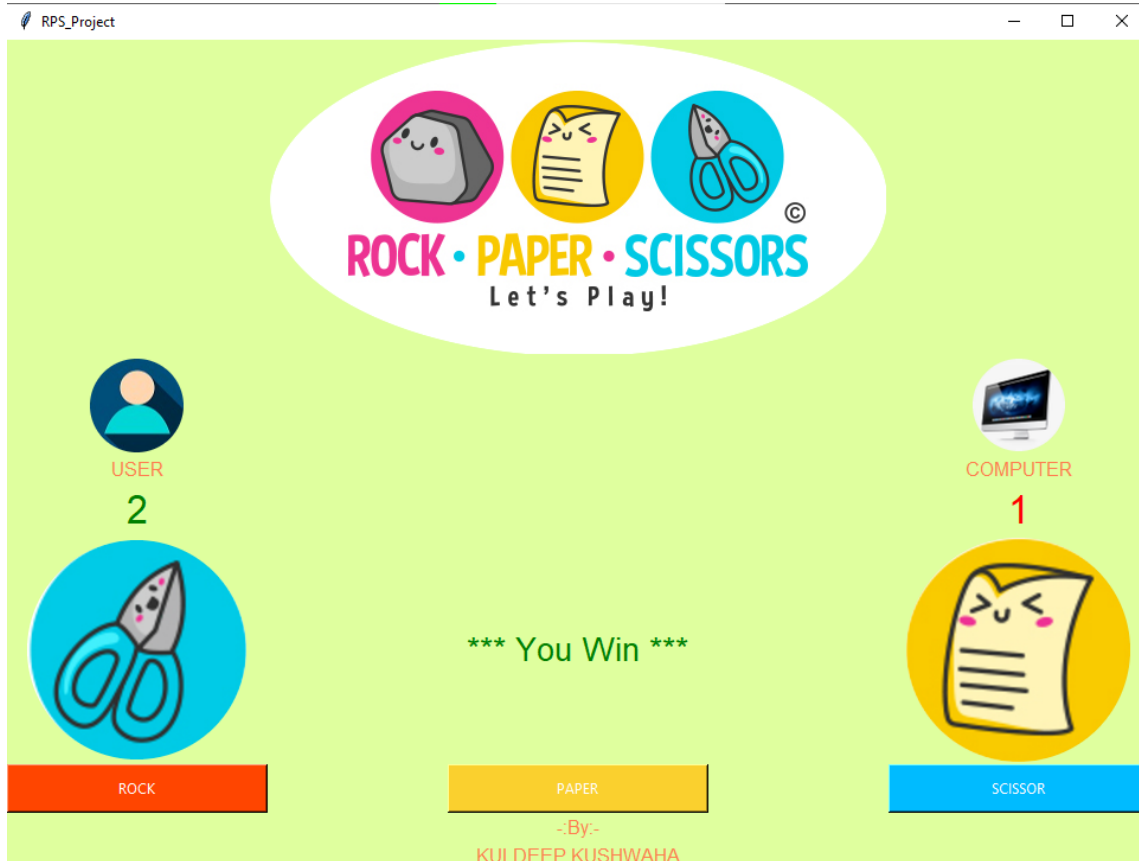 RPS_Project
©
ROCK • PAPER • SCISSORS
Let's Play!
USER
COMPUTER
2
1
*** You Win ***
ROCK
PAPER
SCISSOR
-:By:-
KULDEEP KUSHWAHA